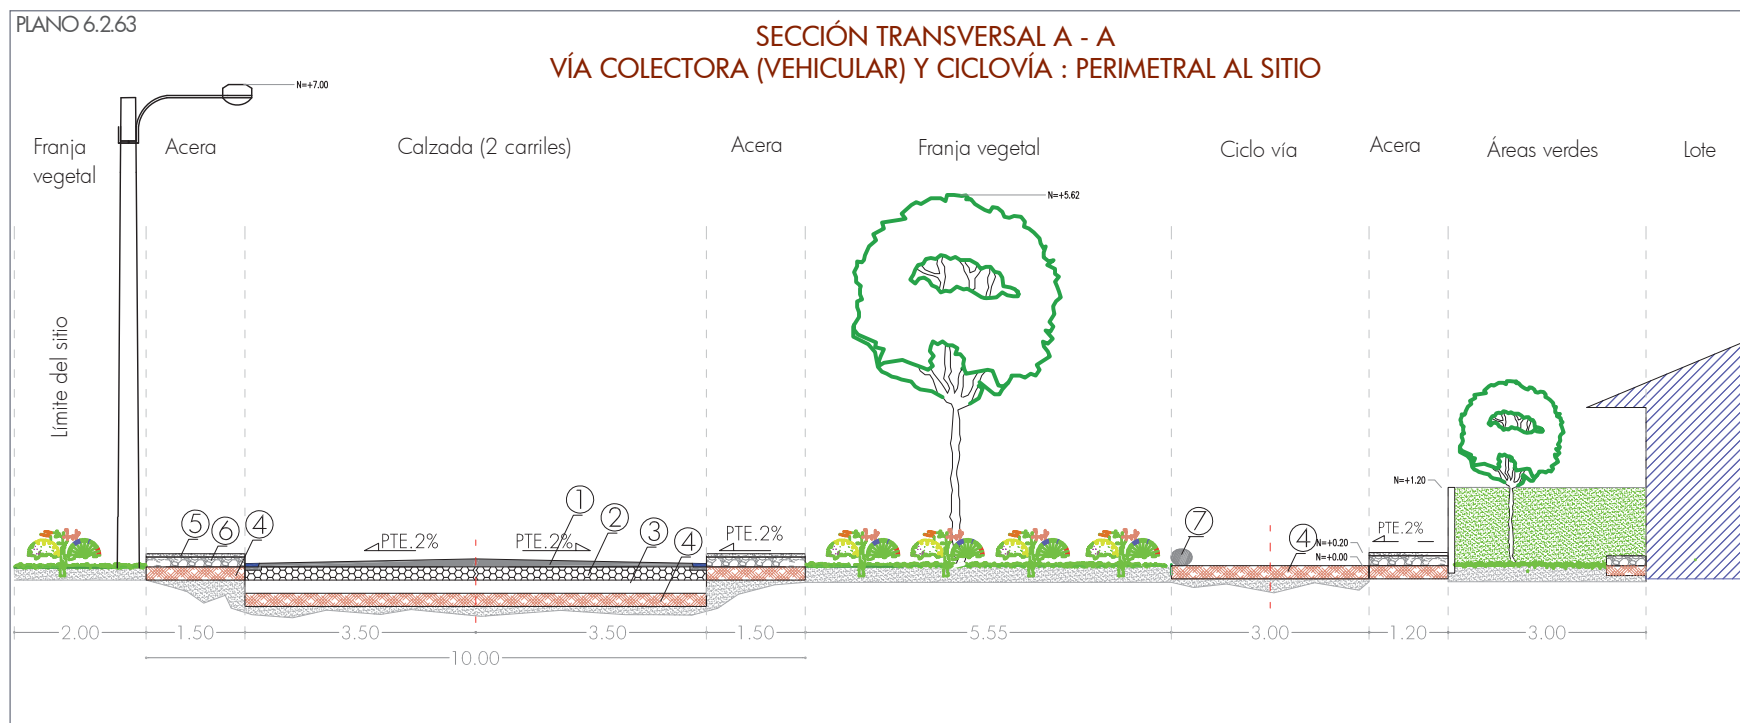 PLANO 6.2.63
SECCIÓN TRANSVERSAL A - A
VÍA COLECTORA (VEHICULAR) Y CICLOVÍA : PERIMETRAL AL SITIO
N=+7.00
Franja
vegetal
Acera
Calzada (2 carriles)
Acera
Franja vegetal
Ciclo vía
Acera
Áreas verdes
Lote
N=+5.62
Límite del sitio
N=+1.20
5
6
4
PTE.2%
PTE.2%
1
2
3
4
PTE.2%
7
4
N=+0.20
N=+0.00
PTE.2%
2.00
1.50
3.50
3.50
1.50
5.55
3.00
1.20
3.00
10.00